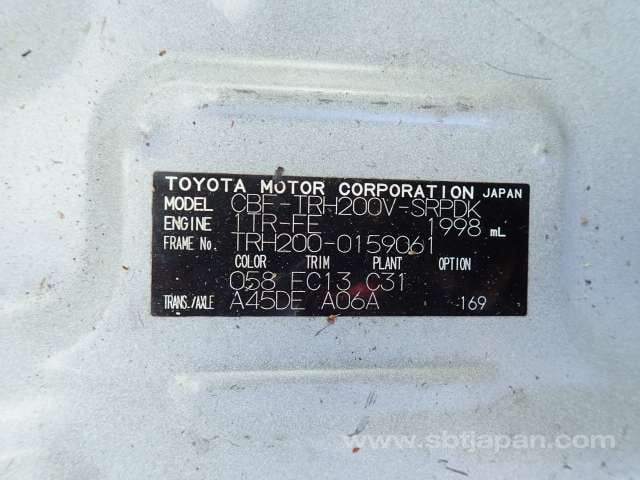 TOYOTA MOTOR CORPORATION JAPAN
MODEL CBF-TRH200V-SRPDK
ENGINE 1TR-FE 1998 mL
FRAME No. TRH200-0159061
COLOR TRIM PLANT OPTION
058 EC13 C31
TRANS./AXLE A45DE A06A 169
www.sbtjapan.com